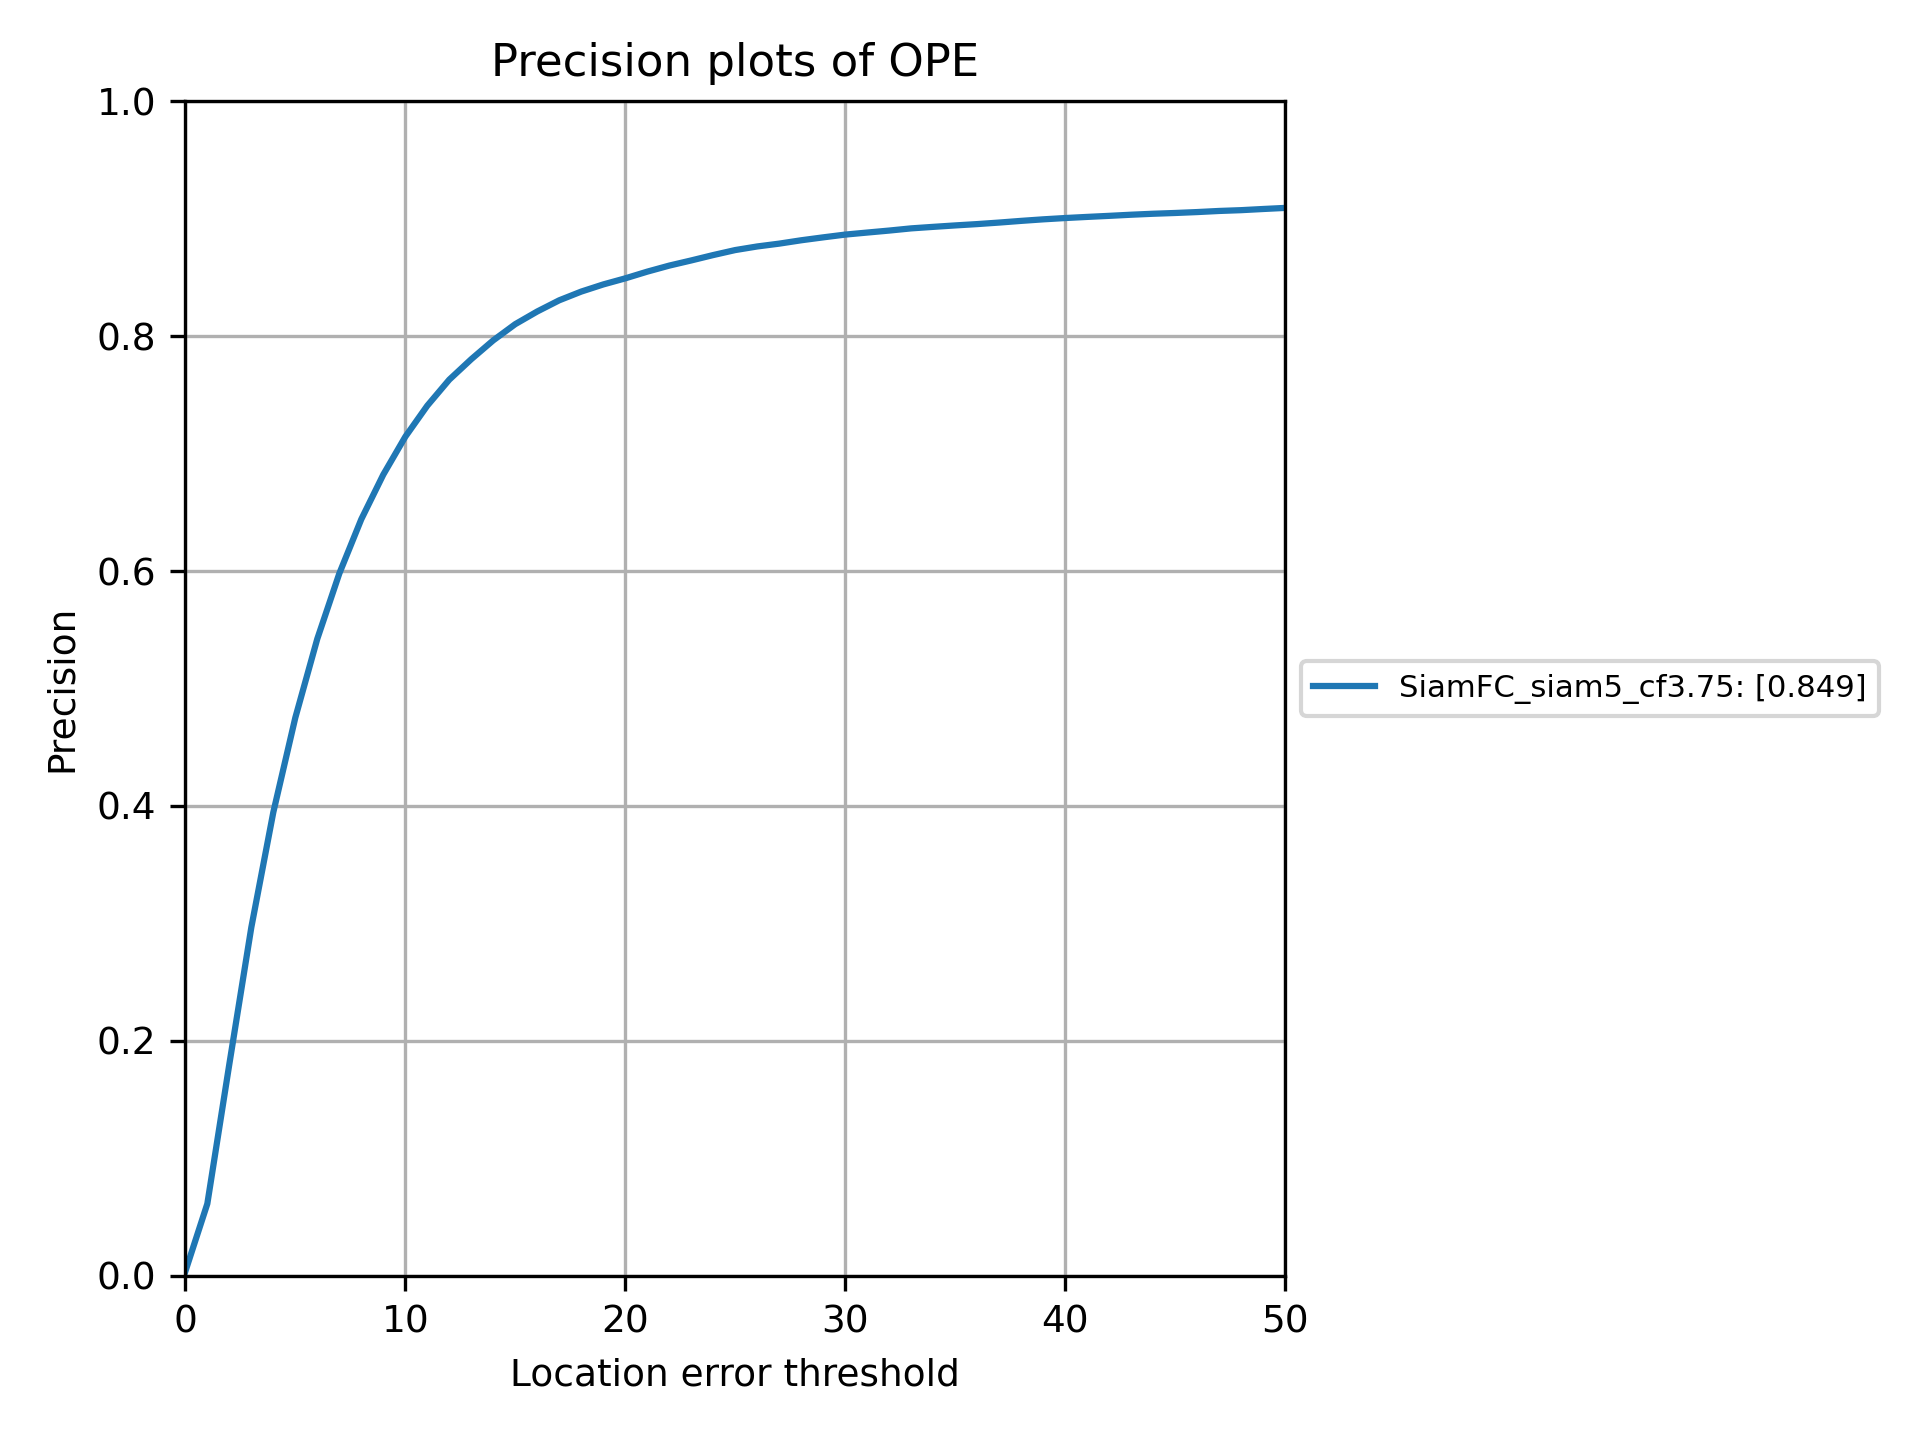 Precision plots of OPE
1.0
0.8
0.6
0.4
0.2
0.0
Precision
0 10 20 30 40 50
Location error threshold
SiamFC_siam5_cf3.75: [0.849]